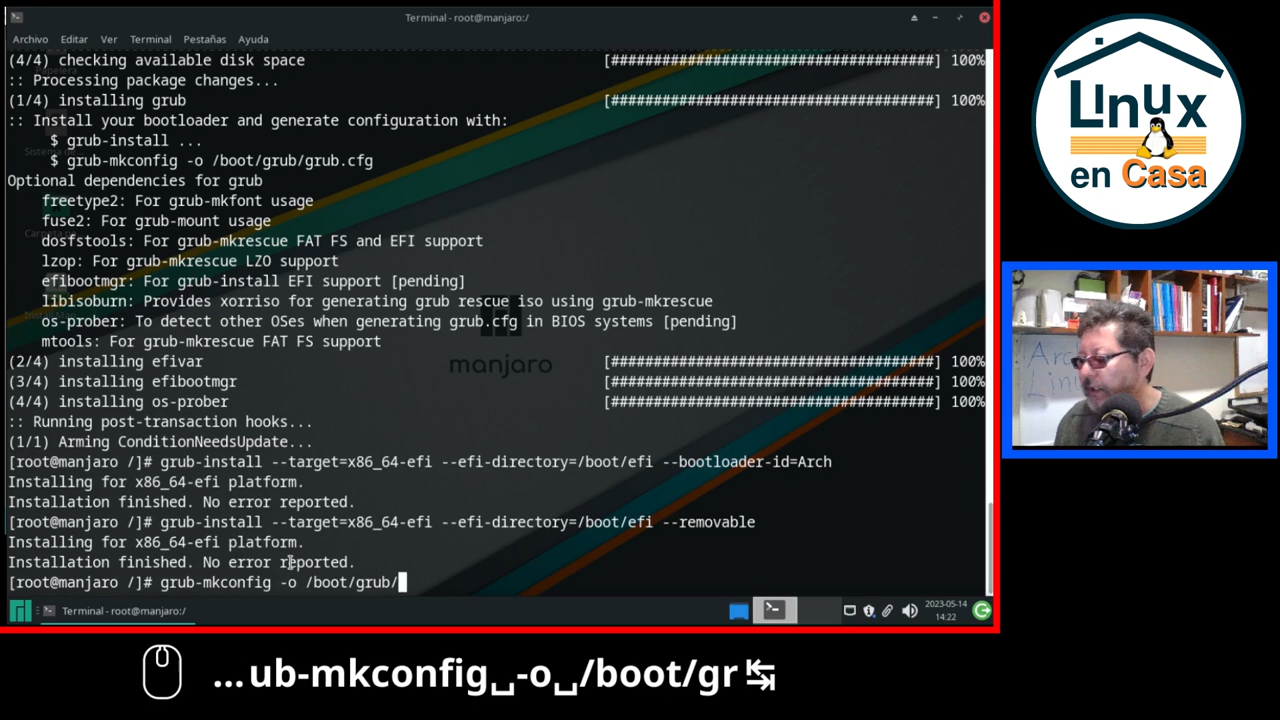 Terminal - root@manjaro:/
Archivo Editar Ver Terminal Pestañas Ayuda
(4/4) checking available disk space [######################################] 100%
:: Processing package changes...
(1/4) installing grub [######################################] 100%
:: Install your bootloader and generate configuration with:
$ grub-install ...
$ grub-mkconfig -o /boot/grub/grub.cfg
Optional dependencies for grub
freetype2: For grub-mkfont usage
fuse2: For grub-mount usage
dosfstools: For grub-mkrescue FAT FS and EFI support
lzop: For grub-mkrescue LZO support
efibootmgr: For grub-install EFI support [pending]
libisoburn: Provides xorriso for generating grub rescue iso using grub-mkrescue
os-prober: To detect other OSes when generating grub.cfg in BIOS systems [pending]
mtools: For grub-mkrescue FAT FS support
manjaro
(2/4) installing efivar [######################################] 100%
(3/4) installing efibootmgr [######################################] 100%
(4/4) installing os-prober [######################################] 100%
:: Running post-transaction hooks...
(1/1) Arming ConditionNeedsUpdate...
[root@manjaro /]# grub-install --target=x86_64-efi --efi-directory=/boot/efi --bootloader-id=Arch
Installing for x86_64-efi platform.
Installation finished. No error reported.
[root@manjaro /]# grub-install --target=x86_64-efi --efi-directory=/boot/efi --removable
Installing for x86_64-efi platform.
Installation finished. No error reported.
[root@manjaro /]# grub-mkconfig -o /boot/grub/
Terminal - root@manjaro:/
2023-05-14
14:22
...ub-mkconfig␣-o␣/boot/gr↹
Linux
en Casa